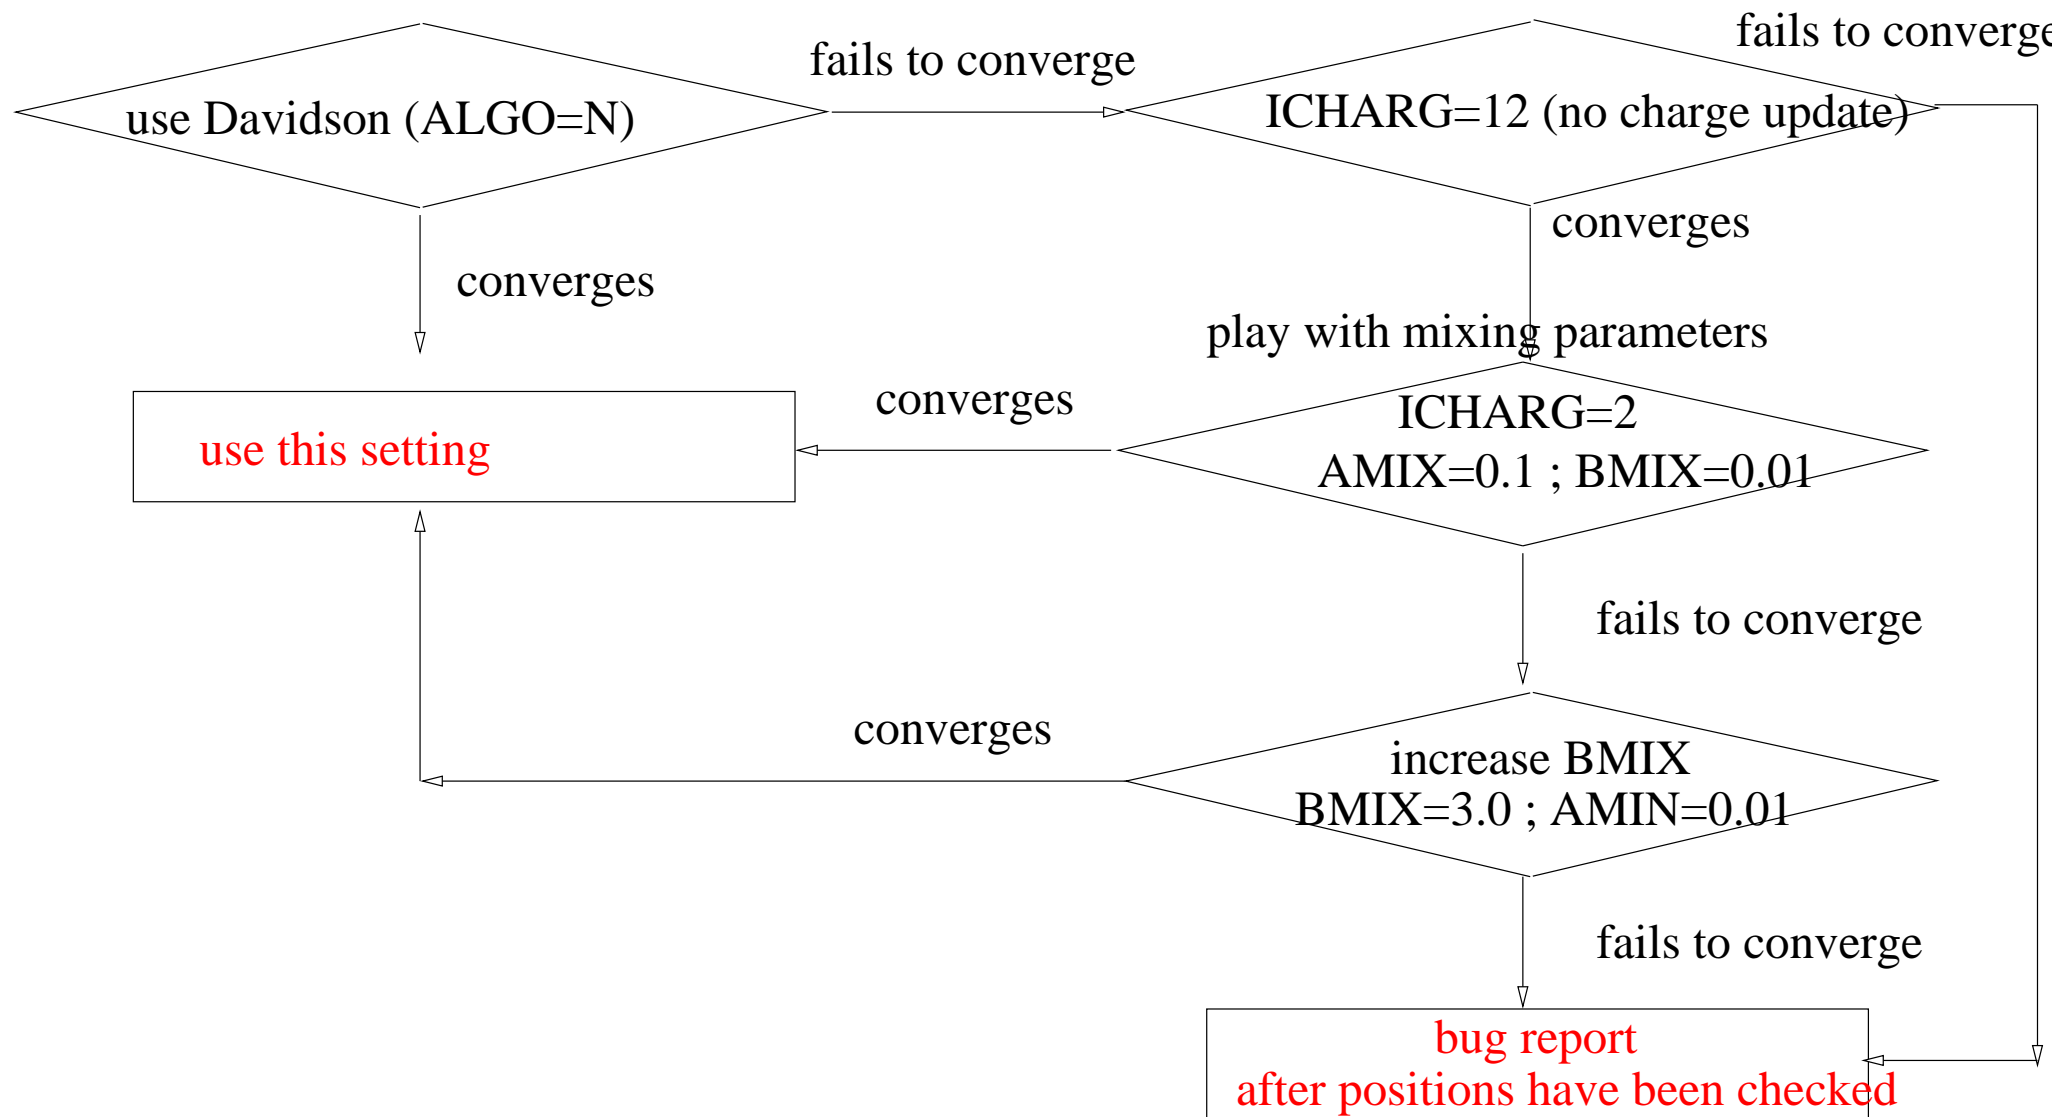 fails to converge
fails to converge
use Davidson (ALGO=N)
ICHARG=12 (no charge update)
converges
converges
play with mixing parameters
converges
ICHARG=2
AMIX=0.1 ; BMIX=0.01
use this setting
fails to converge
converges
increase BMIX
BMIX=3.0 ; AMIN=0.01
fails to converge
bug report
after positions have been checked